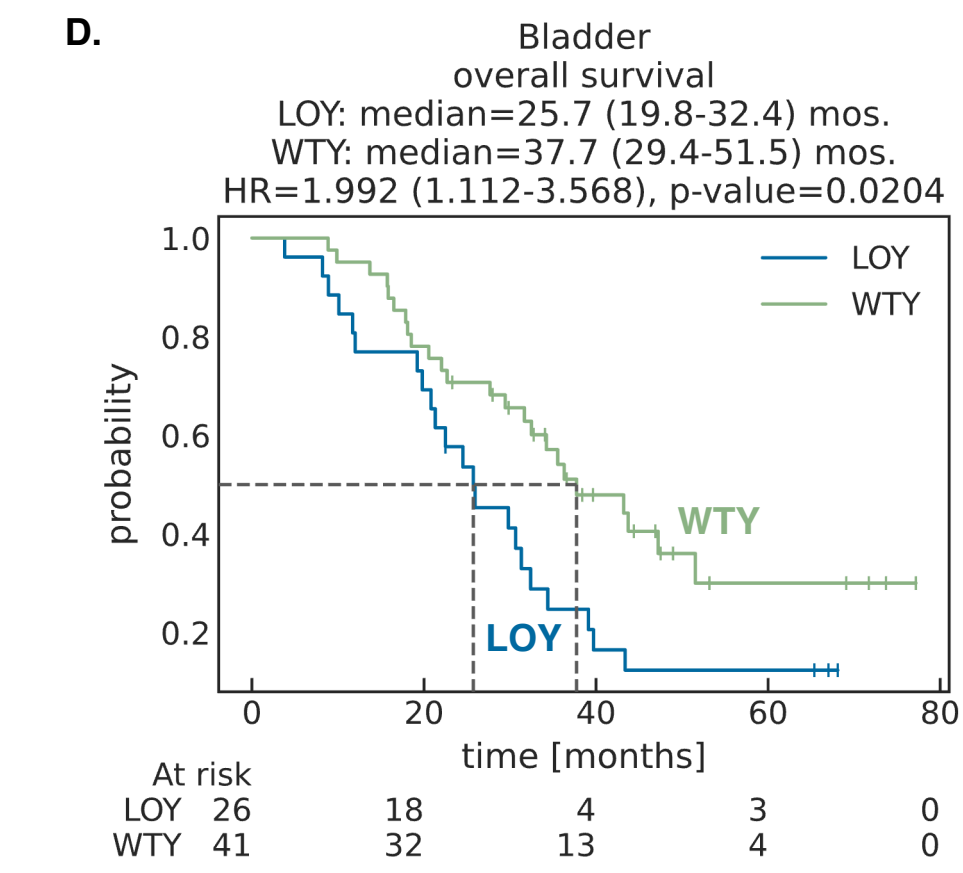 D.
Bladder
overall survival
LOY: median=25.7 (19.8-32.4) mos.
WTY: median=37.7 (29.4-51.5) mos.
HR=1.992 (1.112-3.568), p-value=0.0204
1.0
0.8
0.6
0.4
0.2
probability
LOY
WTY
WTY
LOY
0 20 40 60 80
time [months]
At risk
LOY 26 18 4 3 0
WTY 41 32 13 4 0